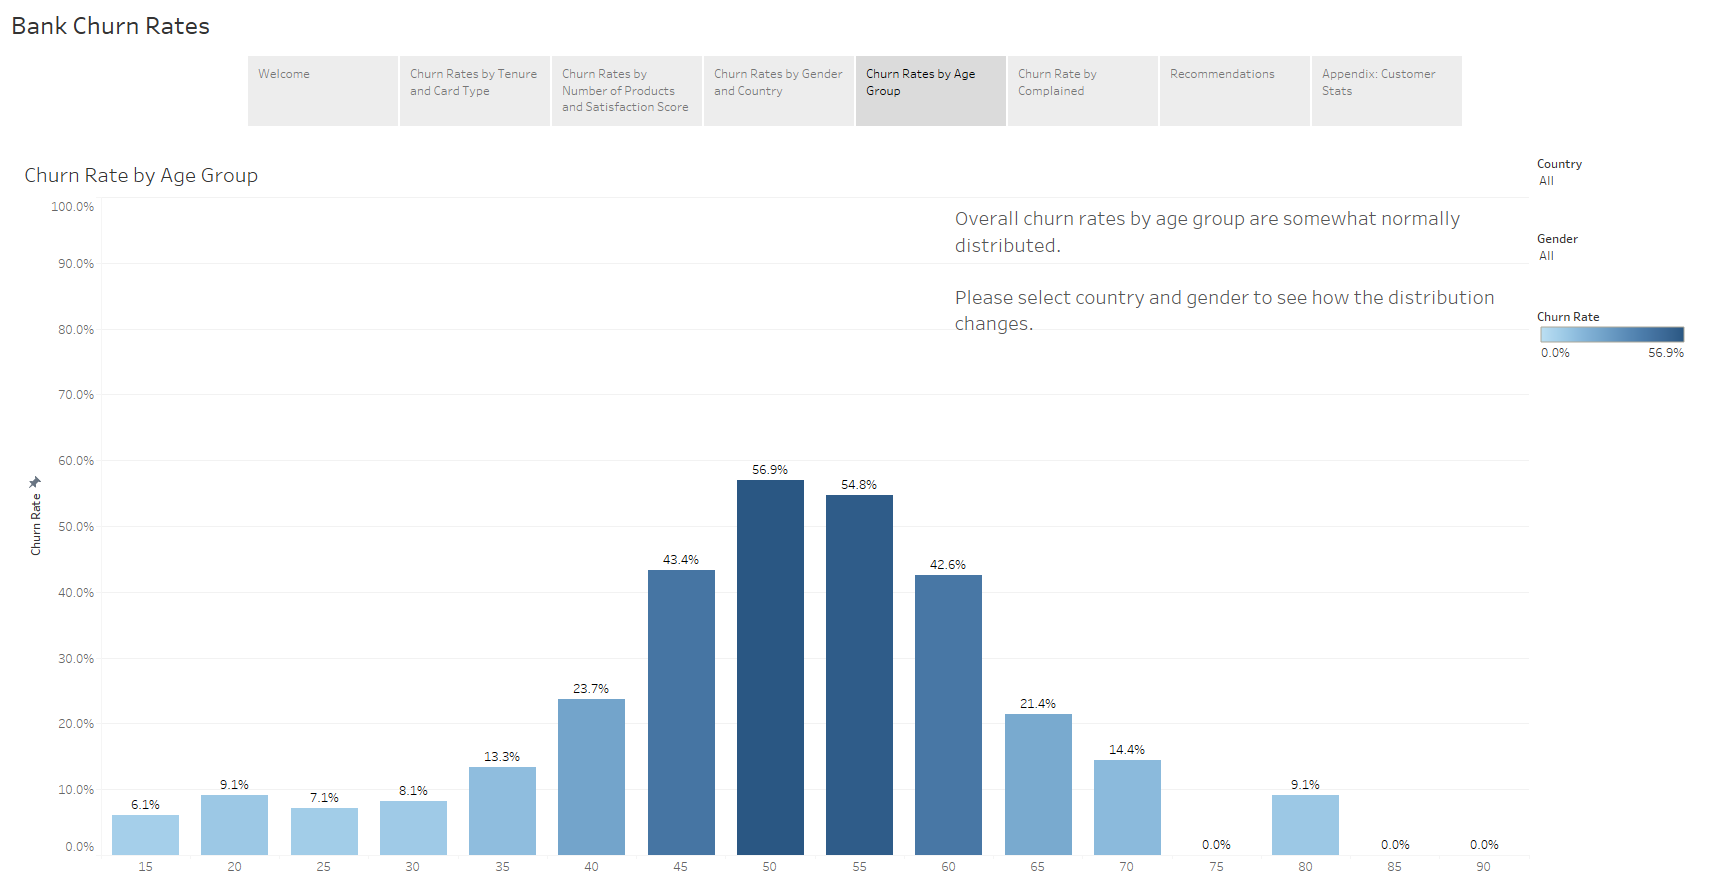 Bank Churn Rates
Welcome
Churn Rates by Tenure
and Card Type
Churn Rates by
Number of Products
and Satisfaction Score
Churn Rates by Gender
and Country
Churn Rates by Age
Group
Churn Rate by
Complained
Recommendations
Appendix: Customer
Stats
Churn Rate by Age Group
Overall churn rates by age group are somewhat normally
distributed.
Please select country and gender to see how the distribution
changes.
Country
All
Gender
All
Churn Rate
0.0% 56.9%
Churn Rate
100.0%
90.0%
80.0%
70.0%
60.0%
50.0%
40.0%
30.0%
20.0%
10.0%
0.0%
6.1%
9.1%
7.1%
8.1%
13.3%
23.7%
43.4%
56.9%
54.8%
42.6%
21.4%
14.4%
0.0%
9.1%
0.0%
0.0%
15 20 25 30 35 40 45 50 55 60 65 70 75 80 85 90